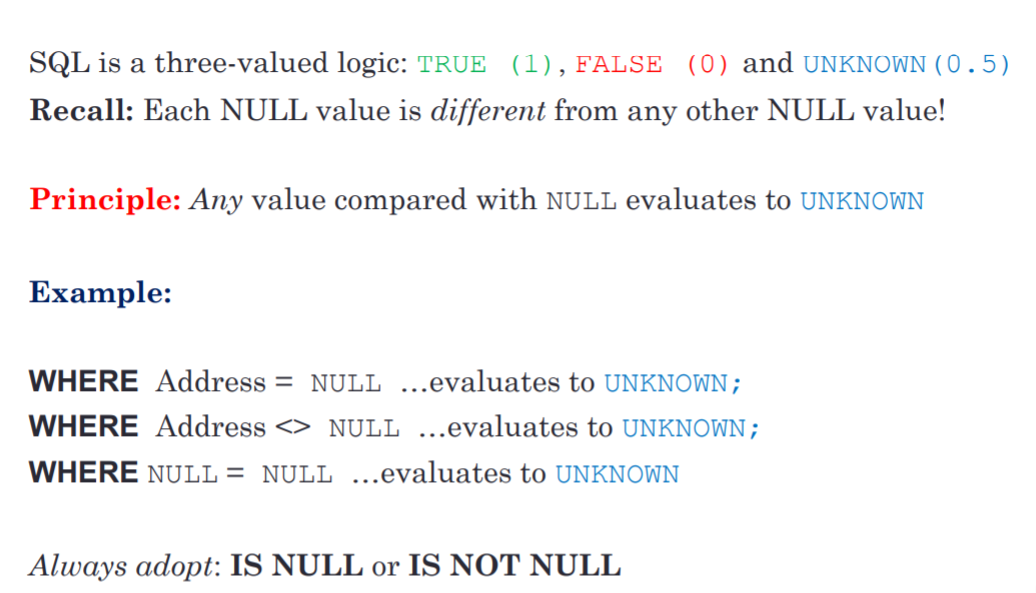 SQL is a three-valued logic: TRUE (1), FALSE (0) and UNKNOWN(0.5)
Recall: Each NULL value is different from any other NULL value!
Principle: Any value compared with NULL evaluates to UNKNOWN
Example:
WHERE Address = NULL ...evaluates to UNKNOWN;
WHERE Address <> NULL ...evaluates to UNKNOWN;
WHERE NULL = NULL ...evaluates to UNKNOWN
Always adopt: IS NULL or IS NOT NULL